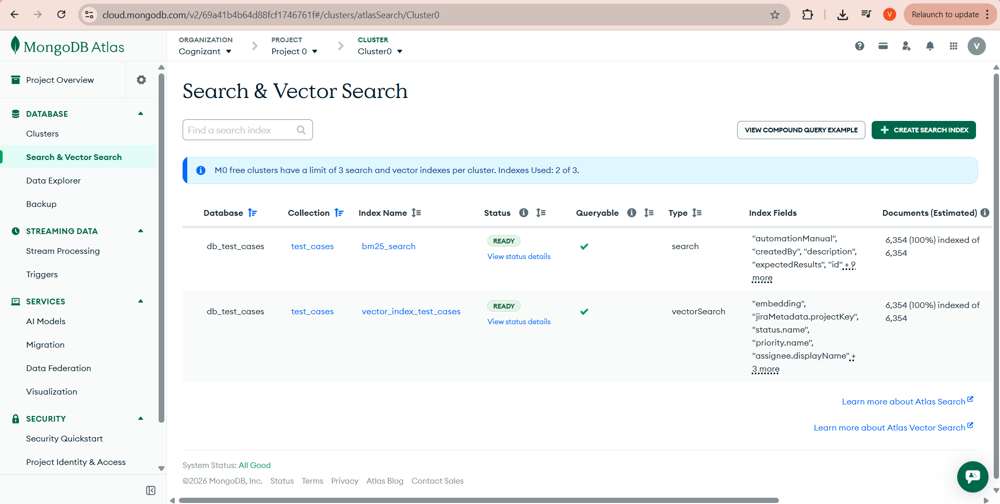 cloud.mongodb.com/v2/69a41b4b64d88fcf1746761f#/clusters/atlasSearch/Cluster0
V
Relaunch to update
MongoDB Atlas
ORGANIZATION
Cognizant
PROJECT
Project 0
CLUSTER
Cluster0
V
Project Overview
DATABASE
Clusters
Search & Vector Search
Data Explorer
Backup
STREAMING DATA
Stream Processing
Triggers
SERVICES
AI Models
Migration
Data Federation
Visualization
SECURITY
Security Quickstart
Project Identity & Access
Search & Vector Search
Find a search index
VIEW COMPOUND QUERY EXAMPLE
CREATE SEARCH INDEX
M0 free clusters have a limit of 3 search and vector indexes per cluster. Indexes Used: 2 of 3.
Database Collection Index Name Status Queryable Type Index Fields Documents (Estimated)
db_test_cases
test_cases
bm25_search
READY
View status details
search
"automationManual",
"createdBy", "description",
"expectedResults", "id" + 9
more
6,354 (100%) indexed of
6,354
db_test_cases
test_cases
vector_index_test_cases
READY
View status details
vectorSearch
"embedding",
"jiraMetadata.projectKey",
"status.name",
"priority.name",
"assignee.displayName" +
3 more
6,354 (100%) indexed of
6,354
Learn more about Atlas Search
Learn more about Atlas Vector Search
System Status: All Good
©2026 MongoDB, Inc. Status Terms Privacy Atlas Blog Contact Sales